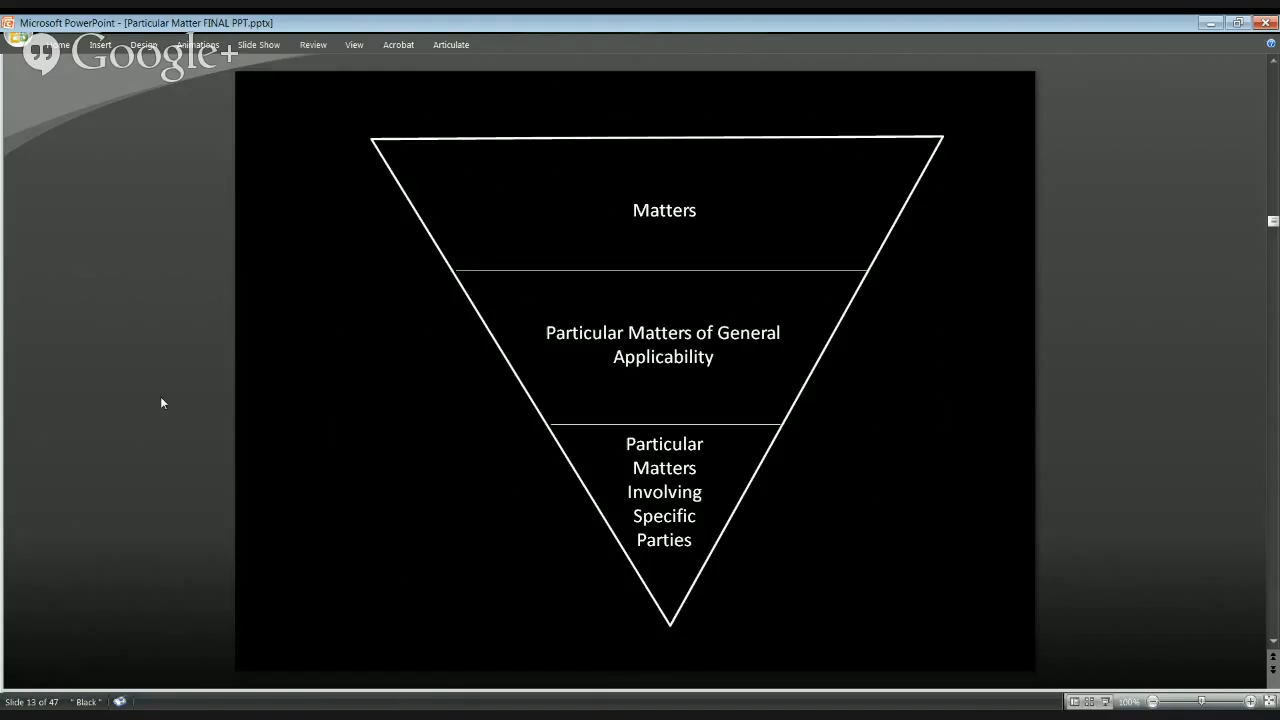 Microsoft PowerPoint - [Particular Matter FINAL PPT.pptx]
Home Insert Design Animations Slide Show Review View Acrobat Articulate
Google+
Matters
Particular Matters of General
Applicability
Particular
Matters
Involving
Specific
Parties
Slide 13 of 47 "Black" 100%